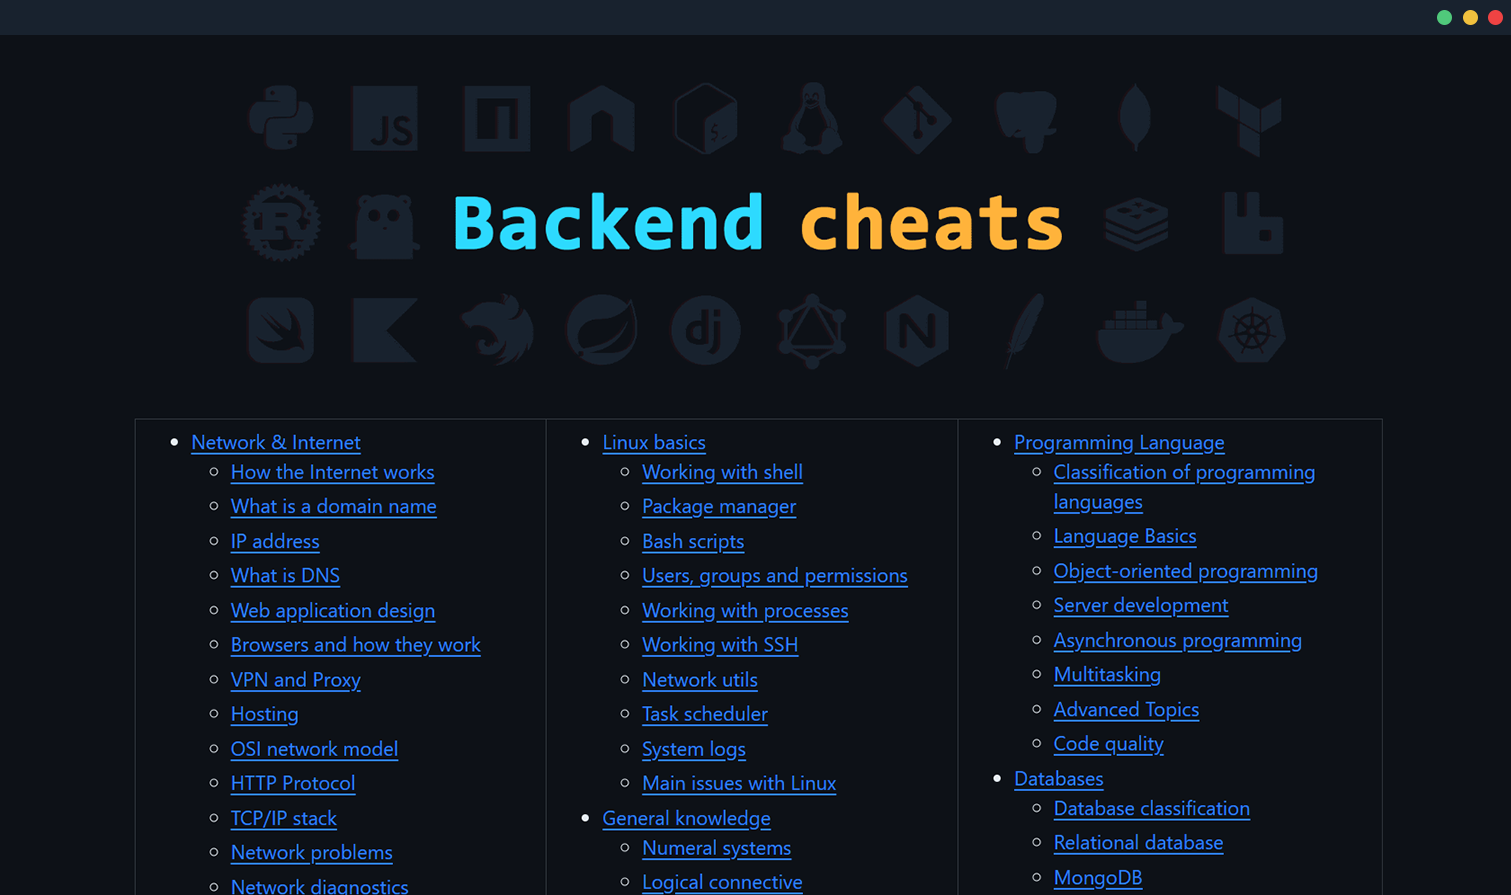 JS
$_
Backend cheats
dj
N
Network & Internet
How the Internet works
What is a domain name
IP address
What is DNS
Web application design
Browsers and how they work
VPN and Proxy
Hosting
OSI network model
HTTP Protocol
TCP/IP stack
Network problems
Network diagnostics
Linux basics
Working with shell
Package manager
Bash scripts
Users, groups and permissions
Working with processes
Working with SSH
Network utils
Task scheduler
System logs
Main issues with Linux
General knowledge
Numeral systems
Logical connective
Programming Language
Classification of programming
languages
Language Basics
Object-oriented programming
Server development
Asynchronous programming
Multitasking
Advanced Topics
Code quality
Databases
Database classification
Relational database
MongoDB